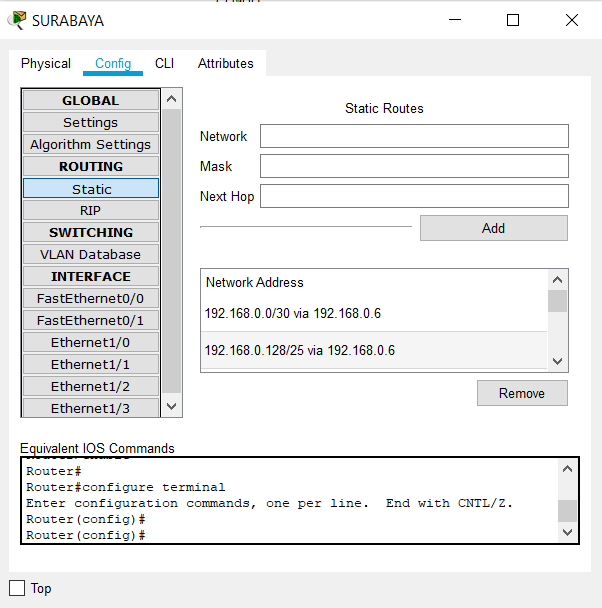 SURABAYA
Physical Config CLI Attributes
GLOBAL
Settings
Algorithm Settings
ROUTING
Static
RIP
SWITCHING
VLAN Database
INTERFACE
FastEthernet0/0
FastEthernet0/1
Ethernet1/0
Ethernet1/1
Ethernet1/2
Ethernet1/3
Static Routes
Network
Mask
Next Hop
Add
Network Address
192.168.0.0/30 via 192.168.0.6
192.168.0.128/25 via 192.168.0.6
Remove
Equivalent IOS Commands
Router#
Router#configure terminal
Enter configuration commands, one per line.  End with CNTL/Z.
Router(config)#
Router(config)#
Top